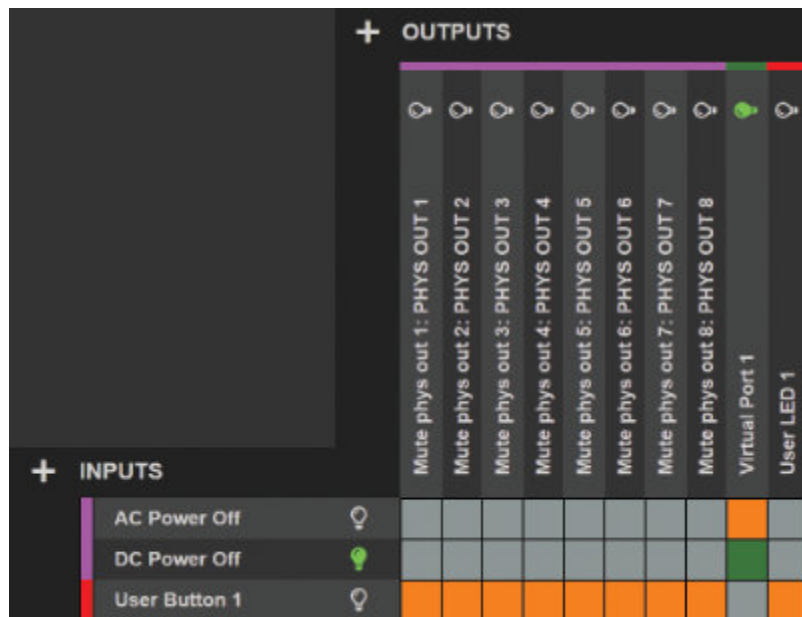 + OUTPUTS
Mute phys out 1: PHYS OUT 1
Mute phys out 2: PHYS OUT 2
Mute phys out 3: PHYS OUT 3
Mute phys out 4: PHYS OUT 4
Mute phys out 5: PHYS OUT 5
Mute phys out 6: PHYS OUT 6
Mute phys out 7: PHYS OUT 7
Mute phys out 8: PHYS OUT 8
Virtual Port 1
User LED 1
+ INPUTS
AC Power Off
DC Power Off
User Button 1